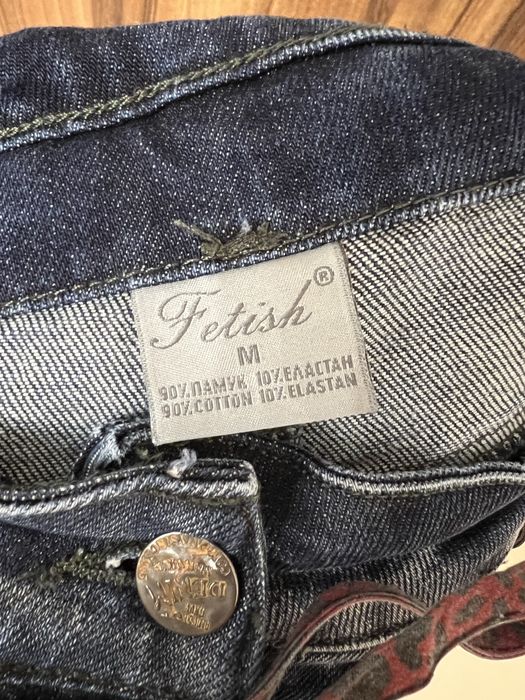 Fetish®
M
90% ПАМУК 10% ЕЛАСТАН
90% COTTON 10% ELASTAN